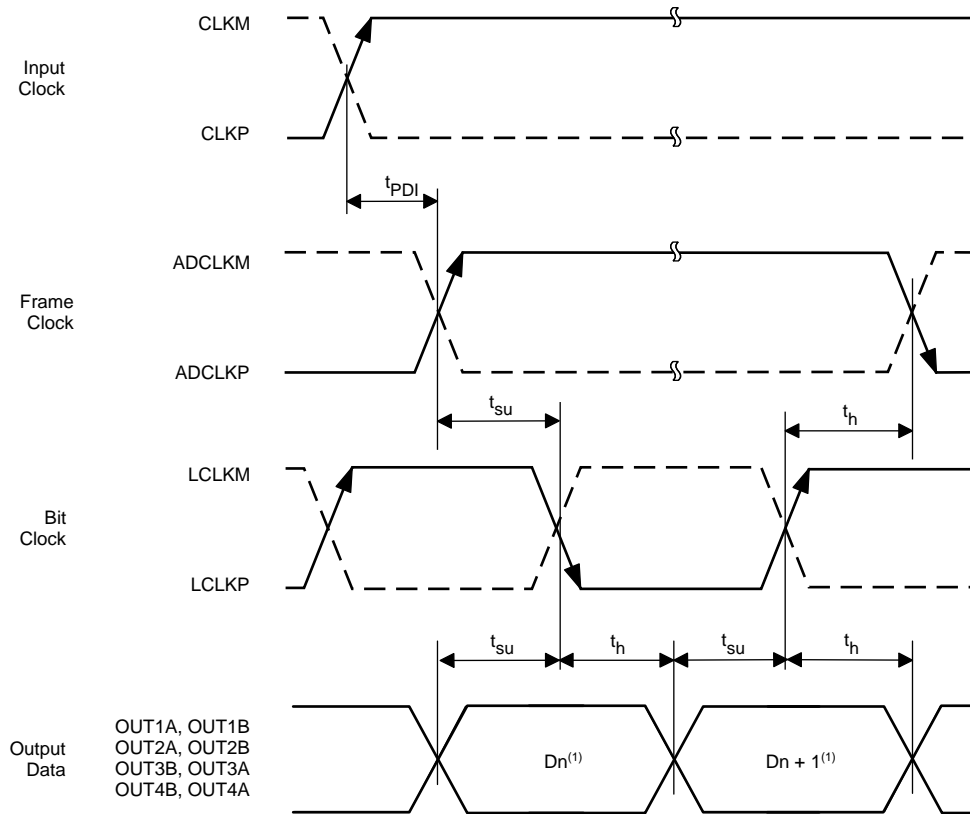 CLKM
Input
Clock
CLKP
tPDI
ADCLKM
Frame
Clock
ADCLKP
tsu
th
LCLKM
Bit
Clock
LCLKP
tsu
th
tsu
th
OUT1A, OUT1B
OUT2A, OUT2B
OUT3B, OUT3A
OUT4B, OUT4A
Output
Data
Dn(1)
Dn + 1(1)